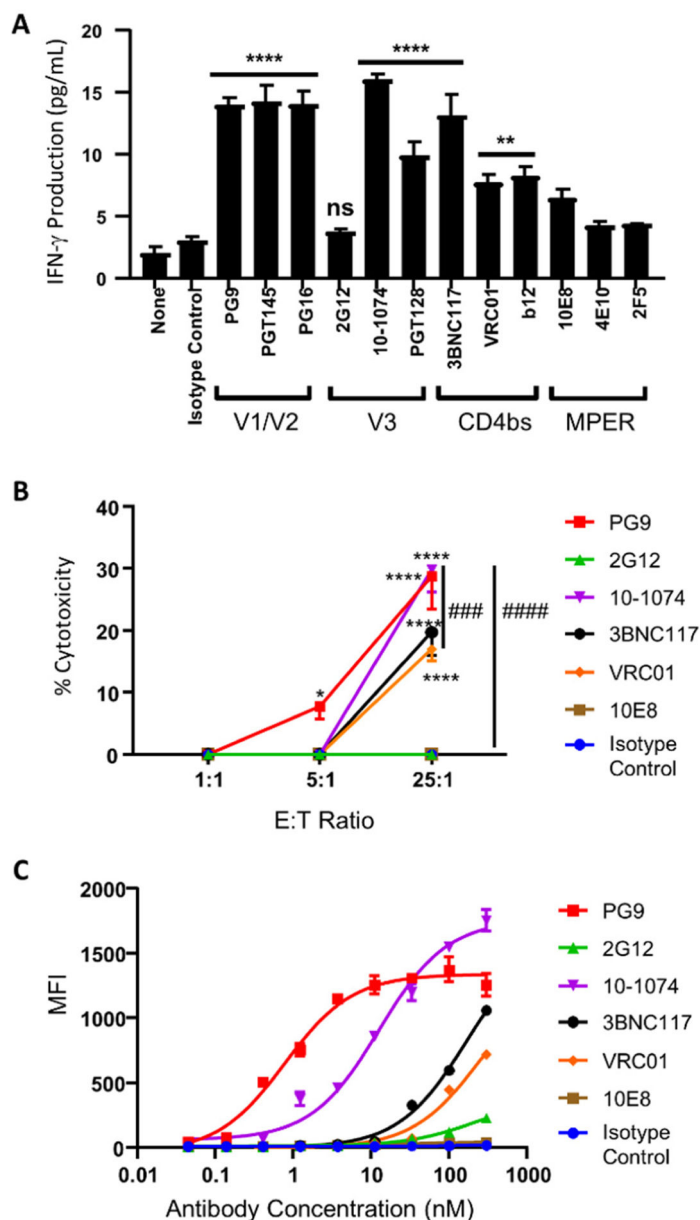 A
IFN-γ Production (pg/mL)
20
15
10
5
0
****
****
**
ns
None
Isotype Control
PG9
PGT145
PG16
2G12
10-1074
PGT128
3BNC117
VRC01
b12
10E8
4E10
2F5
V1/V2
V3
CD4bs
MPER
B
% Cytotoxicity
40
30
20
10
0
*
****
****
****
****
###
####
1:1
5:1
25:1
E:T Ratio
PG9
2G12
10-1074
3BNC117
VRC01
10E8
Isotype
Control
C
MFI
2000
1500
1000
500
0
0.01
0.1
1
10
100
1000
Antibody Concentration (nM)
PG9
2G12
10-1074
3BNC117
VRC01
10E8
Isotype
Control